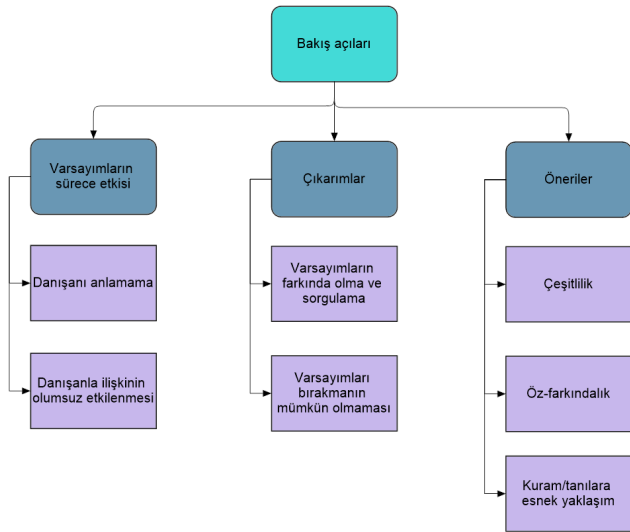 Bakış açıları
Varsayımların
sürece etkisi
Çıkarımlar
Öneriler
Danışanı anlamama
Varsayımların
farkında olma ve
sorgulama
Çeşitlilik
Danışanla ilişkinin
olumsuz etkilenmesi
Varsayımları
bırakmanın
mümkün olmaması
Öz-farkındalık
Kuram/tanılara
esnek yaklaşım